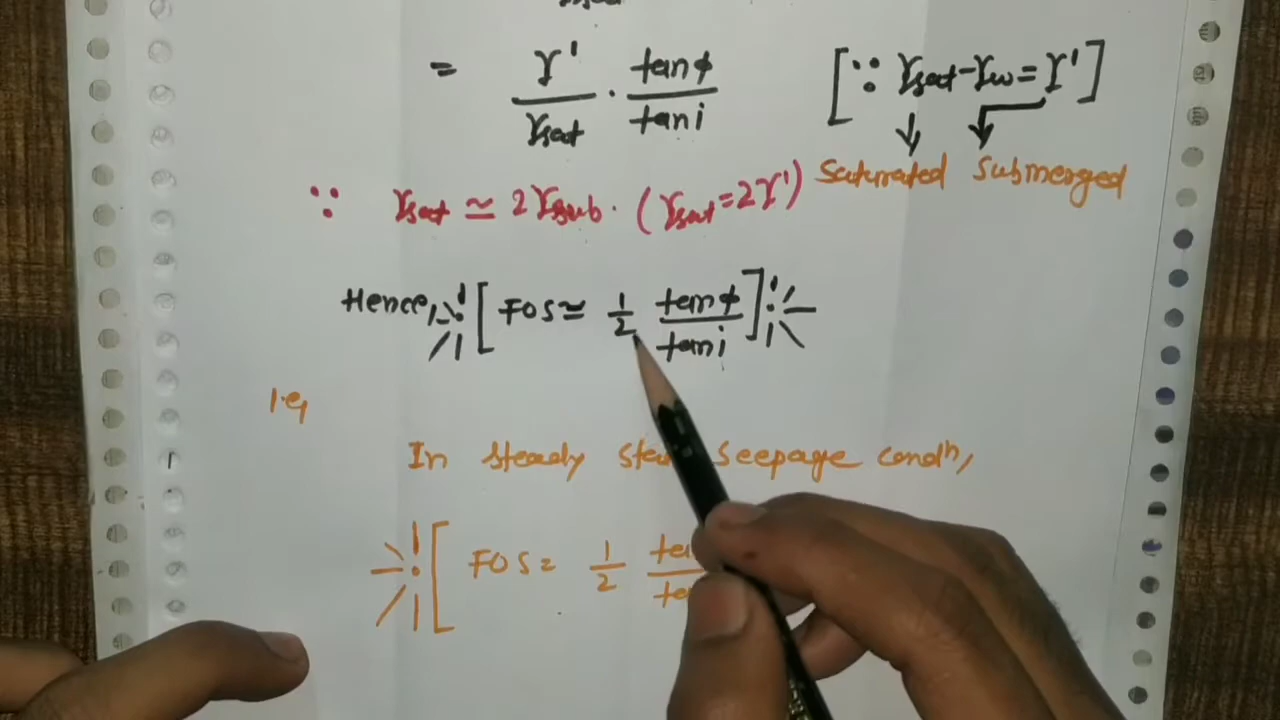 = γ'/γsat · tanφ/tani [∵ γsat-γw=γ']
Saturated Submerged
∵ γsat ≃ 2γsub. (γsat=2γ')
Hence, [FOS≃ 1/2 tanφ/tani]
i.e,
In steady seepage condn,
[FOS= 1/2